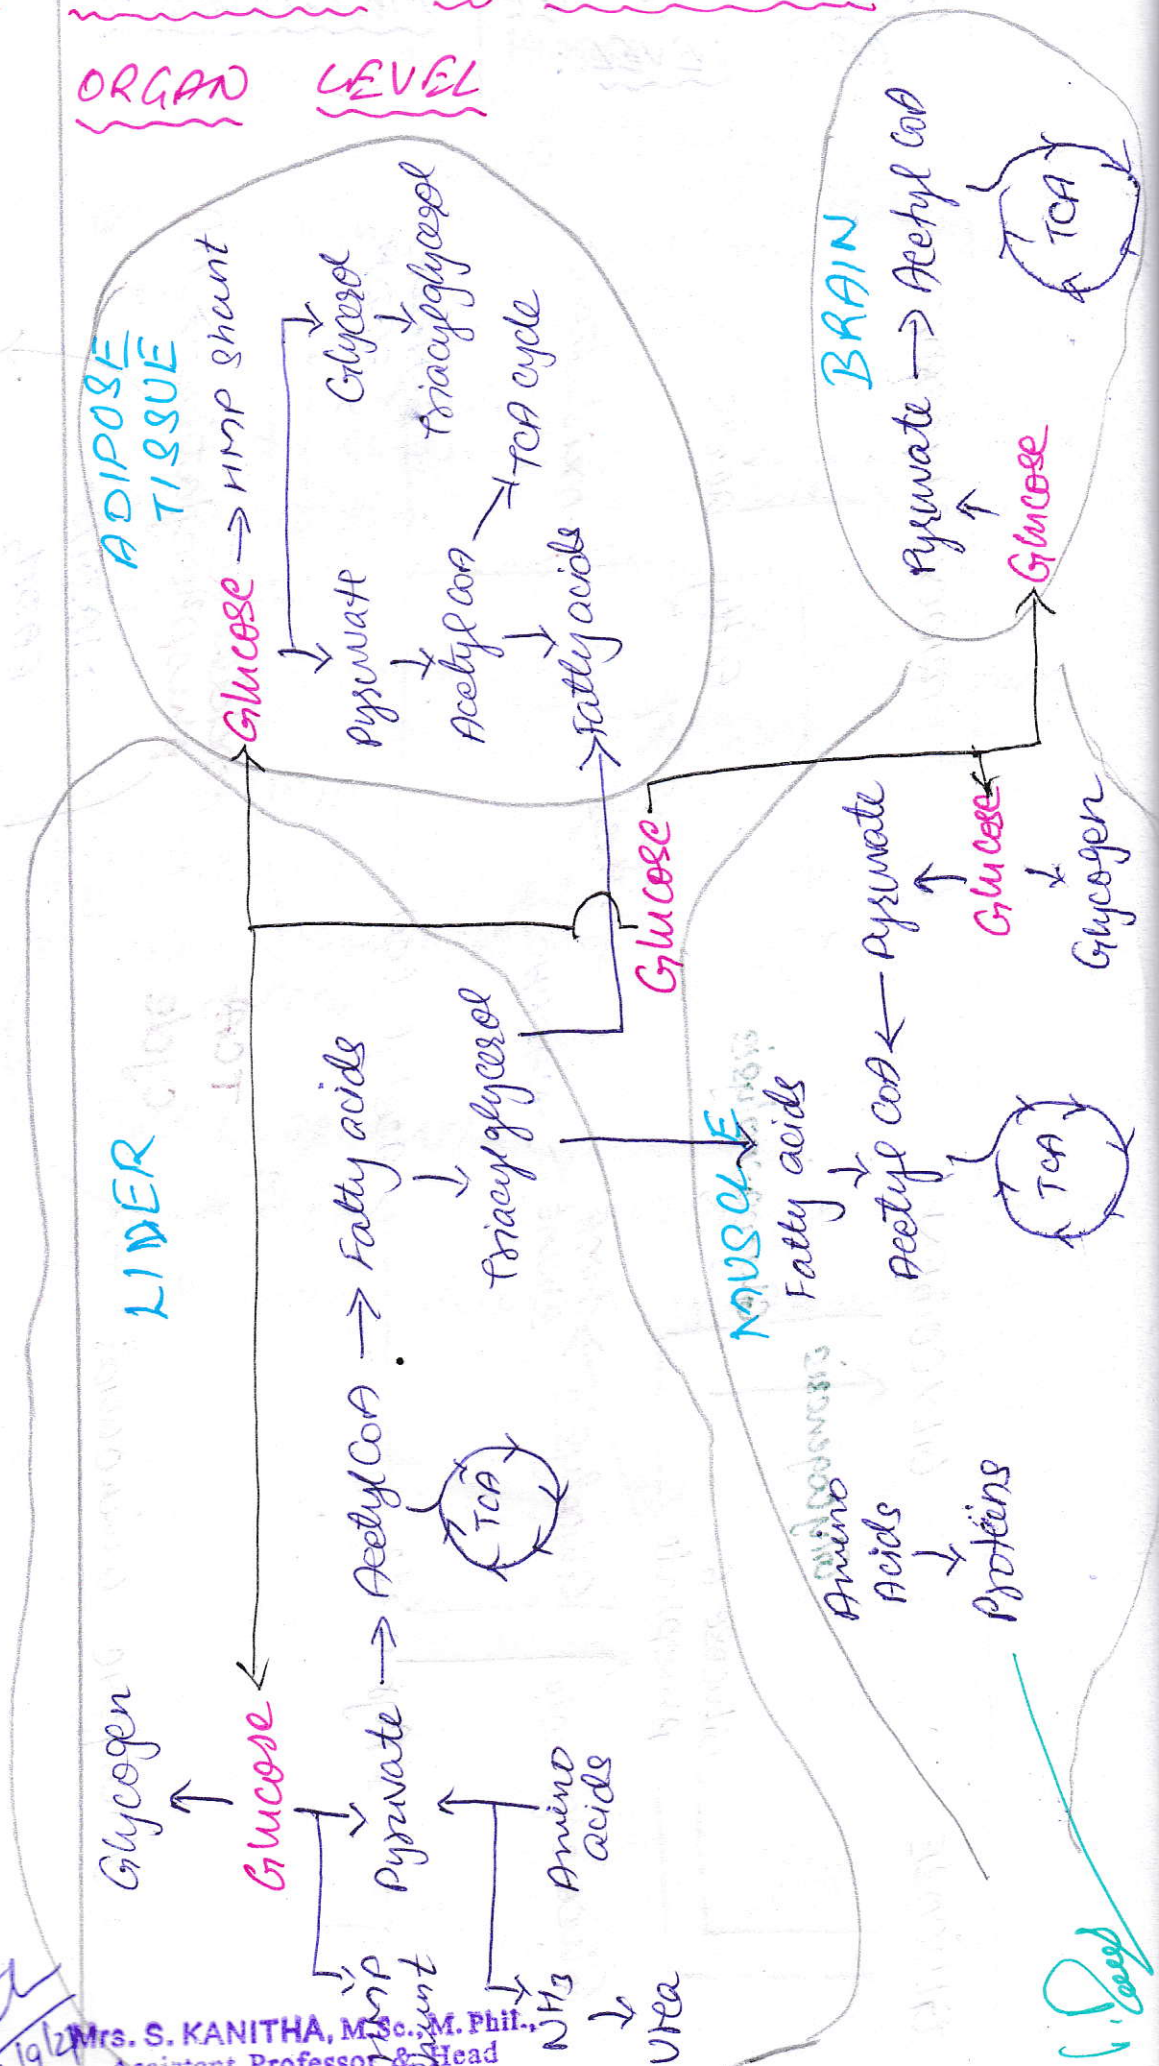 ORGAN LEVEL
ADIPOSE
TISSUE
Glucose → HMP Shunt
Glycerol
Triacylglycerol
Pyruvate
Acetyl CoA → TCA cycle
Fatty acids
BRAIN
Pyruvate → Acetyl CoA
Glucose
TCA
LIVER
Glycogen
Glucose
Pyruvate → Acetyl CoA → Fatty acids
TCA
Triacylglycerol
Amino
acids
HMP
Shunt
NH3
Urea
Glucose
MUSCLE
Fatty acids
Acetyl CoA ← Pyruvate
TCA
Glucose
Glycogen
Amino
Acids
Proteins
Mrs. S. KANITHA, M.Sc., M. Phil.,
Assistant Professor & Head